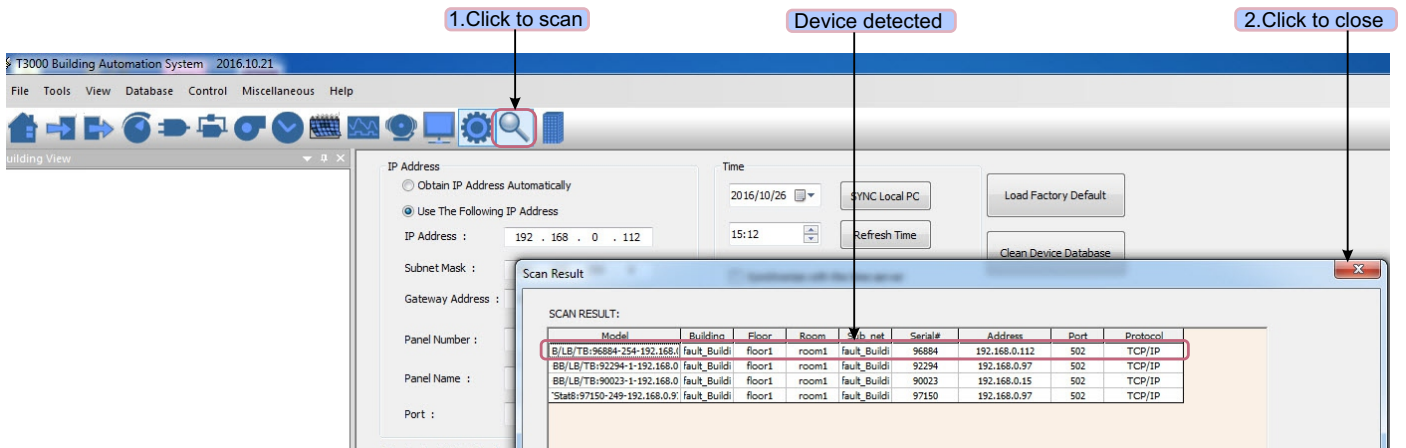 1.Click to scan
Device detected
2.Click to close
T3000 Building Automation System 2016.10.21
File Tools View Database Control Miscellaneous Help
uilding View
IP Address
Obtain IP Address Automatically
Use The Following IP Address
IP Address : 192 . 168 . 0 . 112
Subnet Mask :
Gateway Address :
Panel Number :
Panel Name :
Port :
Time
2016/10/26 SYNC Local PC
15:12 Refresh Time
Load Factory Default
Clean Device Database
Scan Result
SCAN RESULT:
Model Building Floor Room Sub_net Serial# Address Port Protocol
B/LB/TB:96884-254-192.168.( fault_Buildi floor1 room1 fault_Buildi 96884 192.168.0.112 502 TCP/IP
BB/LB/TB:92294-1-192.168.0 fault_Buildi floor1 room1 fault_Buildi 92294 192.168.0.97 502 TCP/IP
BB/LB/TB:90023-1-192.168.0 fault_Buildi floor1 room1 fault_Buildi 90023 192.168.0.15 502 TCP/IP
'Stat8:97150-249-192.168.0.9: fault_Buildi floor1 room1 fault_Buildi 97150 192.168.0.97 502 TCP/IP